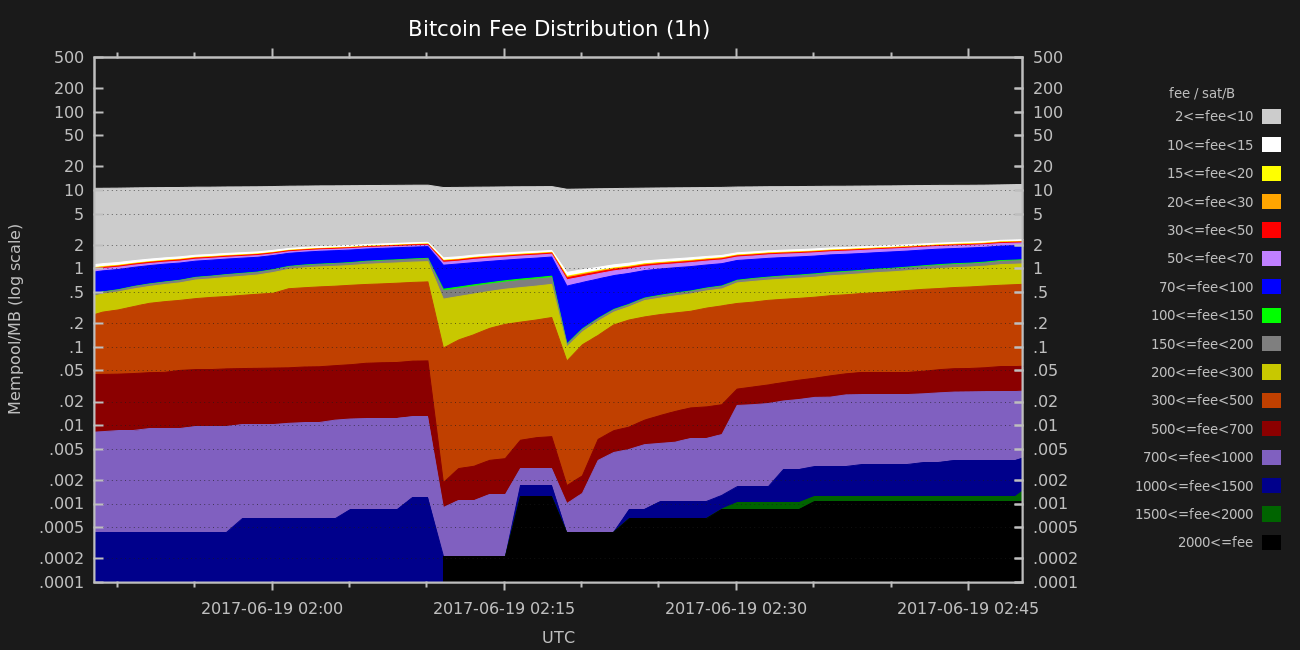 Bitcoin Fee Distribution (1h)
Mempool/MB (log scale)
500
200
100
50
20
10
5
2
1
.5
.2
.1
.05
.02
.01
.005
.002
.001
.0005
.0002
.0001
500
200
100
50
20
10
5
2
1
.5
.2
.1
.05
.02
.01
.005
.002
.001
.0005
.0002
.0001
2017-06-19 02:00 2017-06-19 02:15 2017-06-19 02:30 2017-06-19 02:45
UTC
fee / sat/B
2<=fee<10
10<=fee<15
15<=fee<20
20<=fee<30
30<=fee<50
50<=fee<70
70<=fee<100
100<=fee<150
150<=fee<200
200<=fee<300
300<=fee<500
500<=fee<700
700<=fee<1000
1000<=fee<1500
1500<=fee<2000
2000<=fee